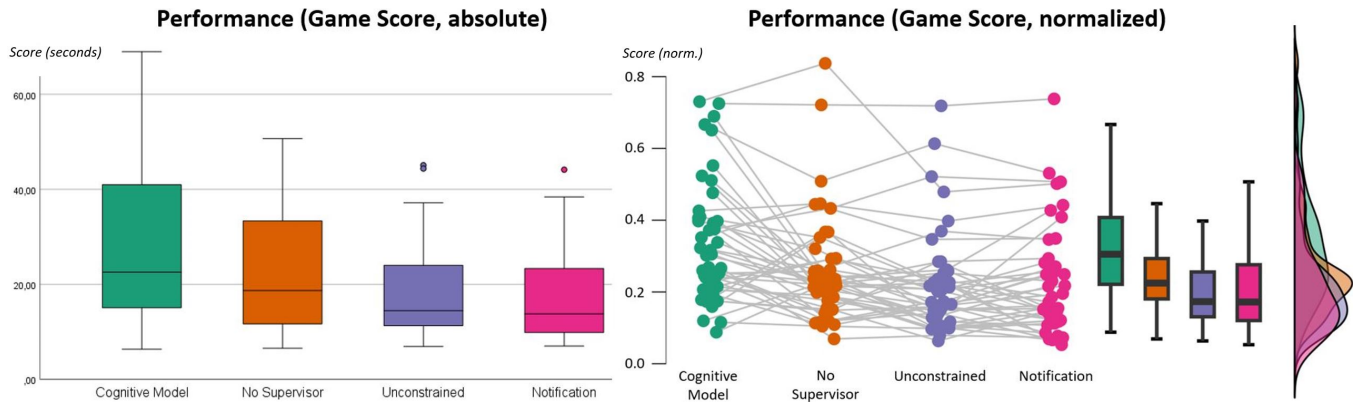 Performance (Game Score, absolute)
Score (seconds)
60,00
40,00
20,00
,00
Cognitive Model
No Supervisor
Unconstrained
Notification
Performance (Game Score, normalized)
Score (norm.)
0.8
0.6
0.4
0.2
0.0
Cognitive
Model
No
Supervisor
Unconstrained
Notification